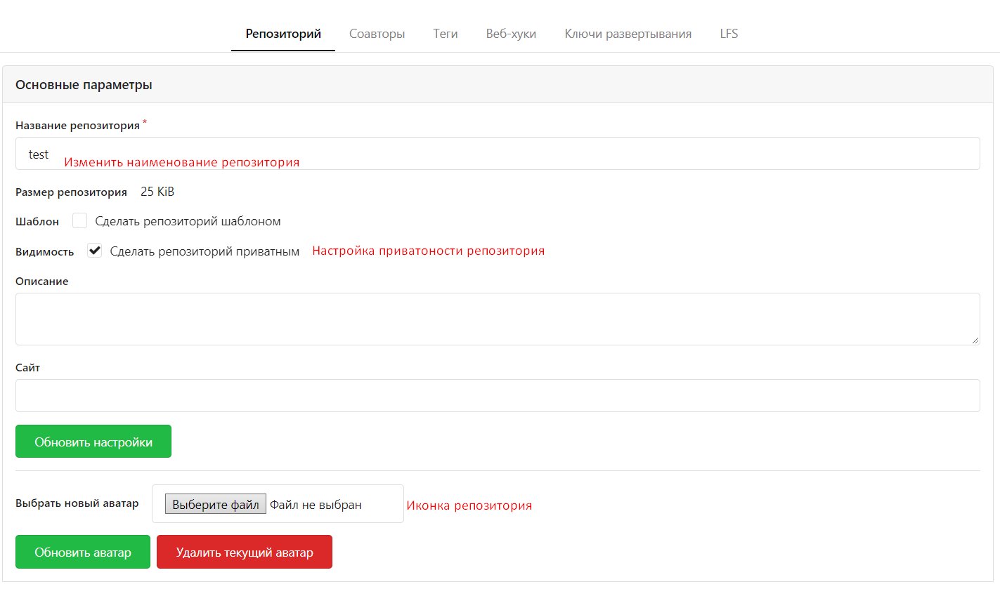 Репозиторий Соавторы Теги Веб-хуки Ключи развертывания LFS
Основные параметры
Название репозитория *
test Изменить наименование репозитория
Размер репозитория 25 KiB
Шаблон Сделать репозиторий шаблоном
Видимость Сделать репозиторий приватным Настройка приватоности репозитория
Описание
Сайт
Обновить настройки
Выбрать новый аватар Выберите файл Файл не выбран Иконка репозитория
Обновить аватар Удалить текущий аватар